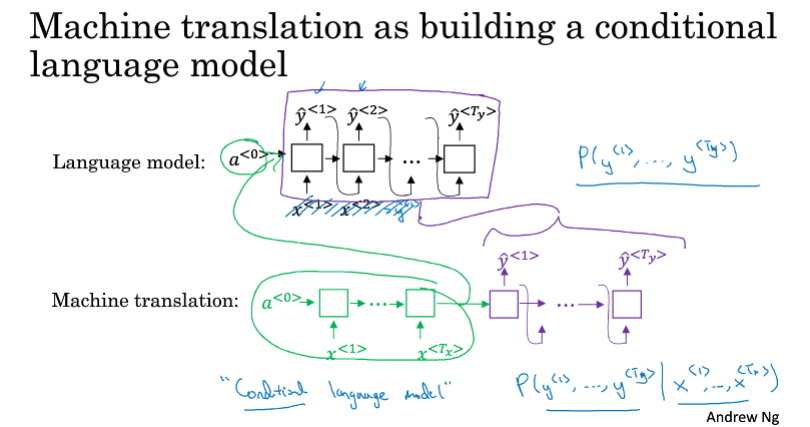 Machine translation as building a conditional
language model
ŷ<1> ŷ<2> ŷ<Ty>
Language model: a<0> ... P(y<1>, ..., y<Ty>)
x<1> x<2>
ŷ<1> ŷ<Ty>
Machine translation: a<0> ... ...
x<1> x<Tx>
"Conditional language model" P(y<1>, ..., y<Ty> | x<1>, ..., x<Tx>)
Andrew Ng